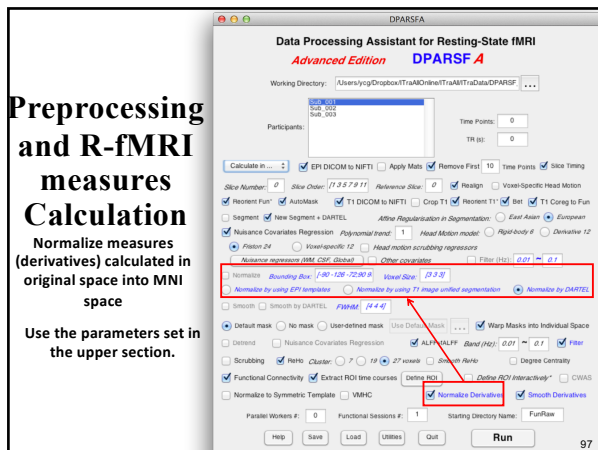 Preprocessing
and R-fMRI
measures
Calculation
Normalize measures
(derivatives) calculated in
original space into MNI
space
Use the parameters set in
the upper section.
DPARSFA
Data Processing Assistant for Resting-State fMRI
Advanced Edition DPARSF A
Working Directory: /Users/ycg/Dropbox/ITraAllOnline/ITraAll/ITraData/DPARSF_ ...
Participants: Sub_001
Sub_002
Sub_003
Time Points: 0
TR (s): 0
Calculate in ... EPI DICOM to NIFTI Apply Mats Remove First 10 Time Points Slice Timing
Slice Number: 0 Slice Order: [1 3 5 7 9 11 Reference Slice: 0 Realign Voxel-Specific Head Motion
Reorient Fun* AutoMask T1 DICOM to NIFTI Crop T1 Reorient T1* Bet T1 Coreg to Fun
Segment New Segment + DARTEL Affine Regularisation in Segmentation: East Asian European
Nuisance Covariates Regression Polynomial trend: 1 Head Motion model: Rigid-body 6 Derivative 12
Friston 24 Voxel-specific 12 Head motion scrubbing regressors
Nuisance regressors (WM, CSF, Global) Other covariates Filter (Hz): 0.01 ~ 0.1
Normalize Bounding Box: [-90 -126 -72;90 9 Voxel Size: [3 3 3]
Normalize by using EPI templates Normalize by using T1 image unified segmentation Normalize by DARTEL
Smooth Smooth by DARTEL FWHM: [4 4 4]
Default mask No mask User-defined mask Use Default Mask ... Warp Masks into Individual Space
Detrend Nuisance Covariates Regression ALFF+fALFF Band (Hz): 0.01 ~ 0.1 Filter
Scrubbing ReHo Cluster: 7 19 27 voxels Smooth ReHo Degree Centrality
Functional Connectivity Extract ROI time courses Define ROI Define ROI Interactively* CWAS
Normalize to Symmetric Template VMHC Normalize Derivatives Smooth Derivatives
Parallel Workers #: 0 Functional Sessions #: 1 Starting Directory Name: FunRaw
Help Save Load Utilities Quit Run
97